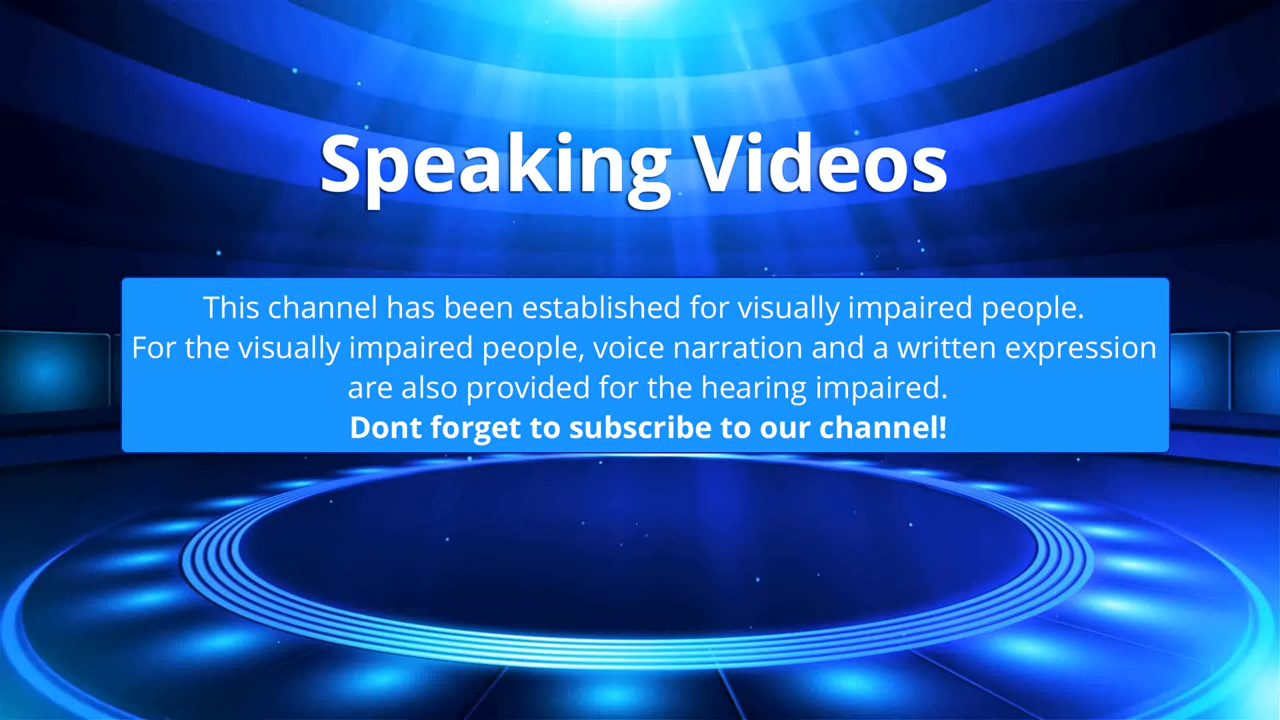 Speaking Videos
This channel has been established for visually impaired people.
For the visually impaired people, voice narration and a written expression
are also provided for the hearing impaired.
Dont forget to subscribe to our channel!